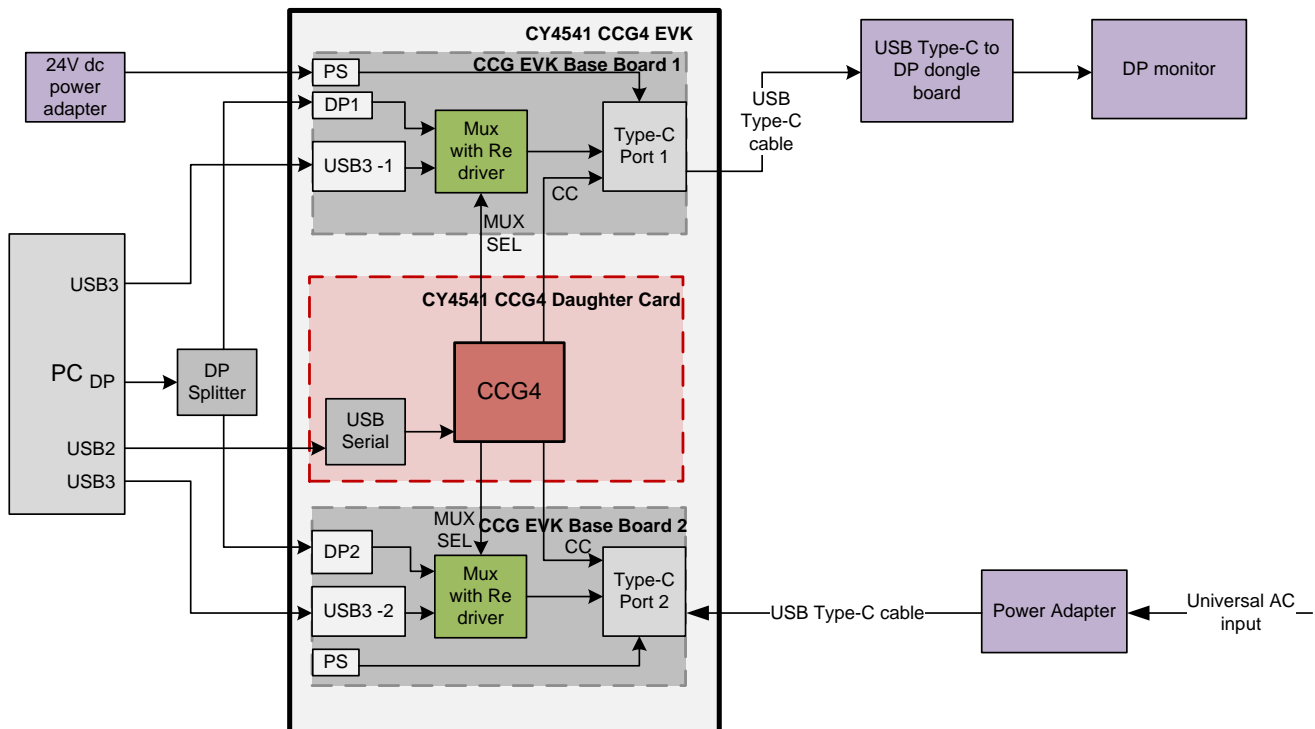 CY4541 CCG4 EVK
24V dc
power
adapter
PS
CCG EVK Base Board 1
DP1
USB3 -1
Mux
with Re
driver
Type-C
Port 1
CC
MUX
SEL
USB
Type-C
cable
USB Type-C to
DP dongle
board
DP monitor
USB3
PC
DP
USB2
USB3
DP
Splitter
CY4541 CCG4 Daughter Card
CCG4
USB
Serial
MUX
SEL
CCG EVK Base Board 2
CC
DP2
USB3 -2
Mux
with Re
driver
Type-C
Port 2
PS
USB Type-C cable
Power Adapter
Universal AC
input